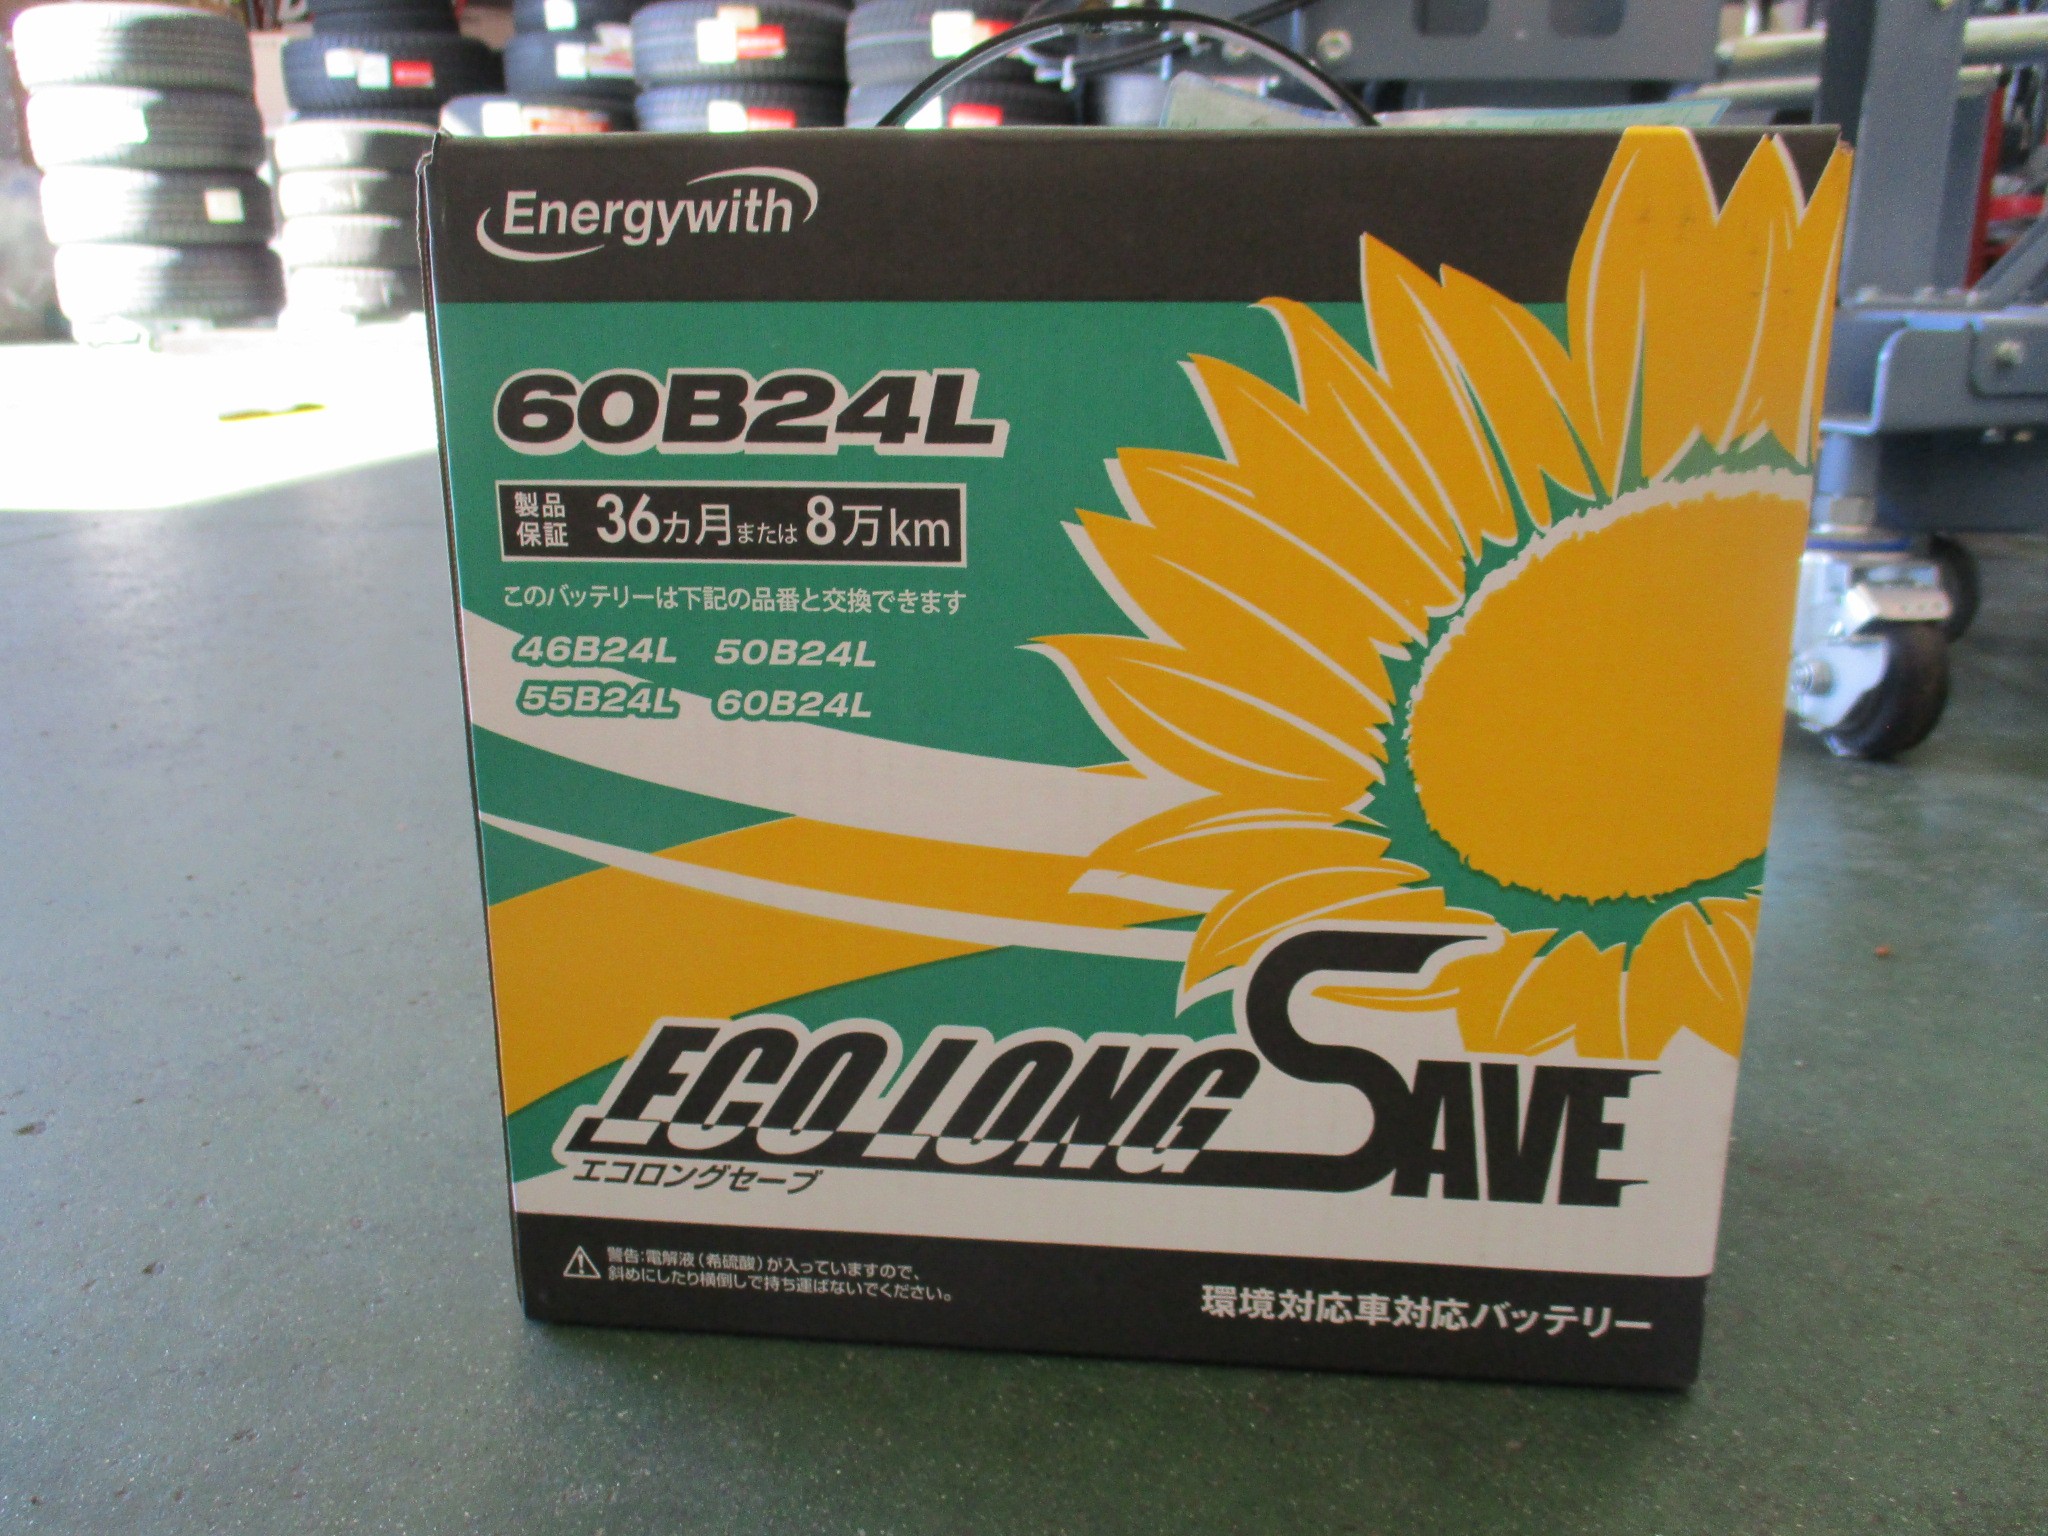 Energywith
60B24L
製品保証 36カ月または8万km
このバッテリーは下記の品番と交換できます
46B24L 50B24L
55B24L 60B24L
ECO LONG SAVE
エコロングセーブ
警告:電解液(希硫酸)が入っていますので、
斜めにしたり横倒しで持ち運ばないでください。
環境対応車対応バッテリー